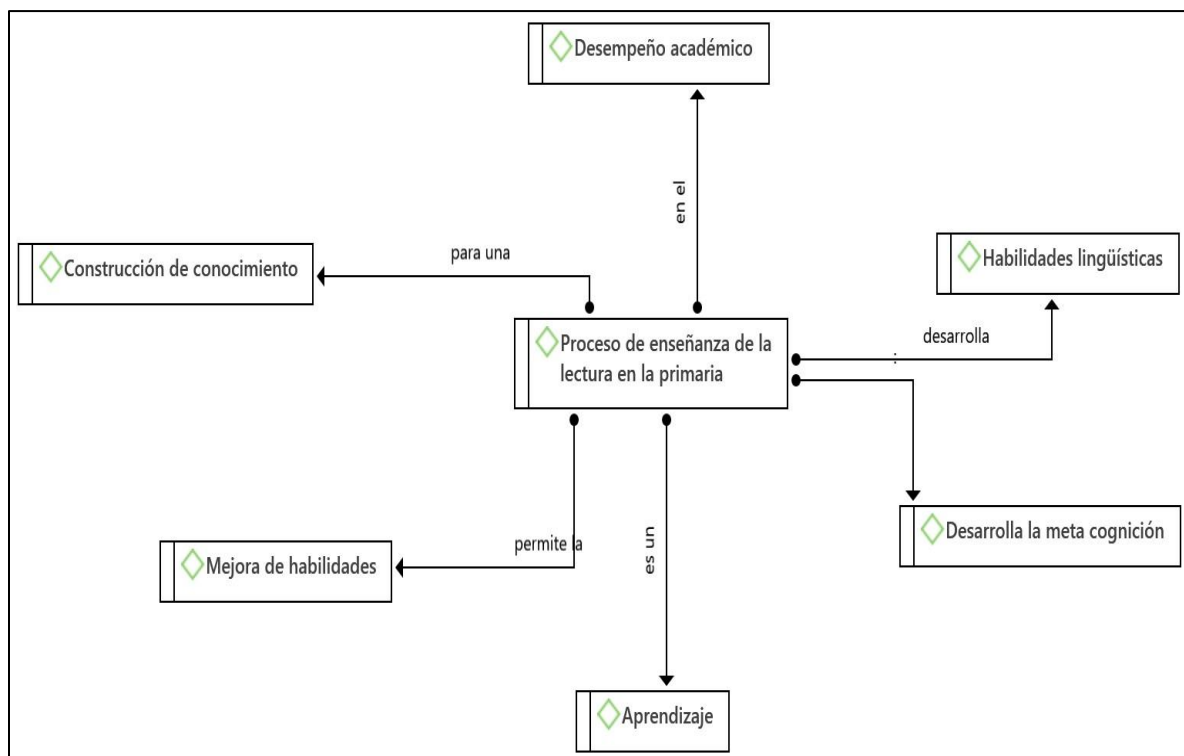 Desempeño académico
en el
para una
Construcción de conocimiento
Habilidades lingüísticas
desarrolla
:
Proceso de enseñanza de la
lectura en la primaria
Desarrolla la meta cognición
permite la
Mejora de habilidades
es un
Aprendizaje